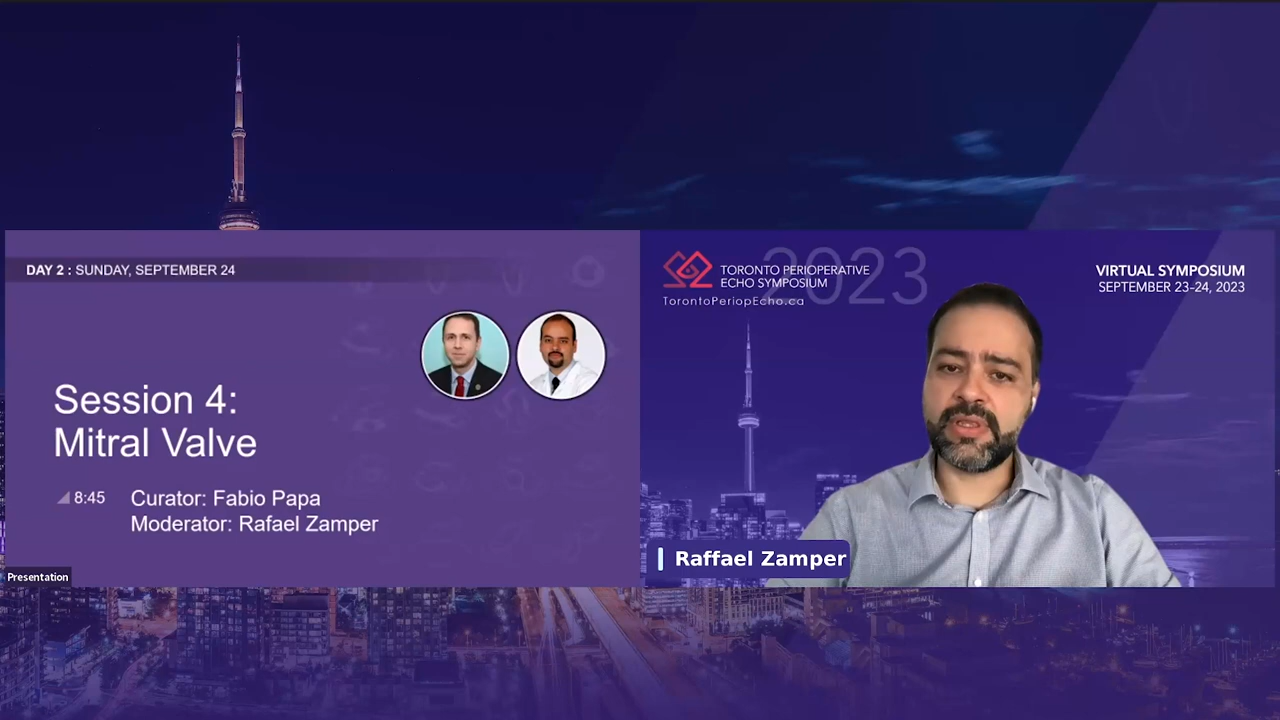 DAY 2 : SUNDAY, SEPTEMBER 24
Session 4:
Mitral Valve
8:45
Curator: Fabio Papa
Moderator: Rafael Zamper
Presentation
2023
TORONTO PERIOPERATIVE
ECHO SYMPOSIUM
TorontoPeriopEcho.ca
VIRTUAL SYMPOSIUM
SEPTEMBER 23-24, 2023
Raffael Zamper